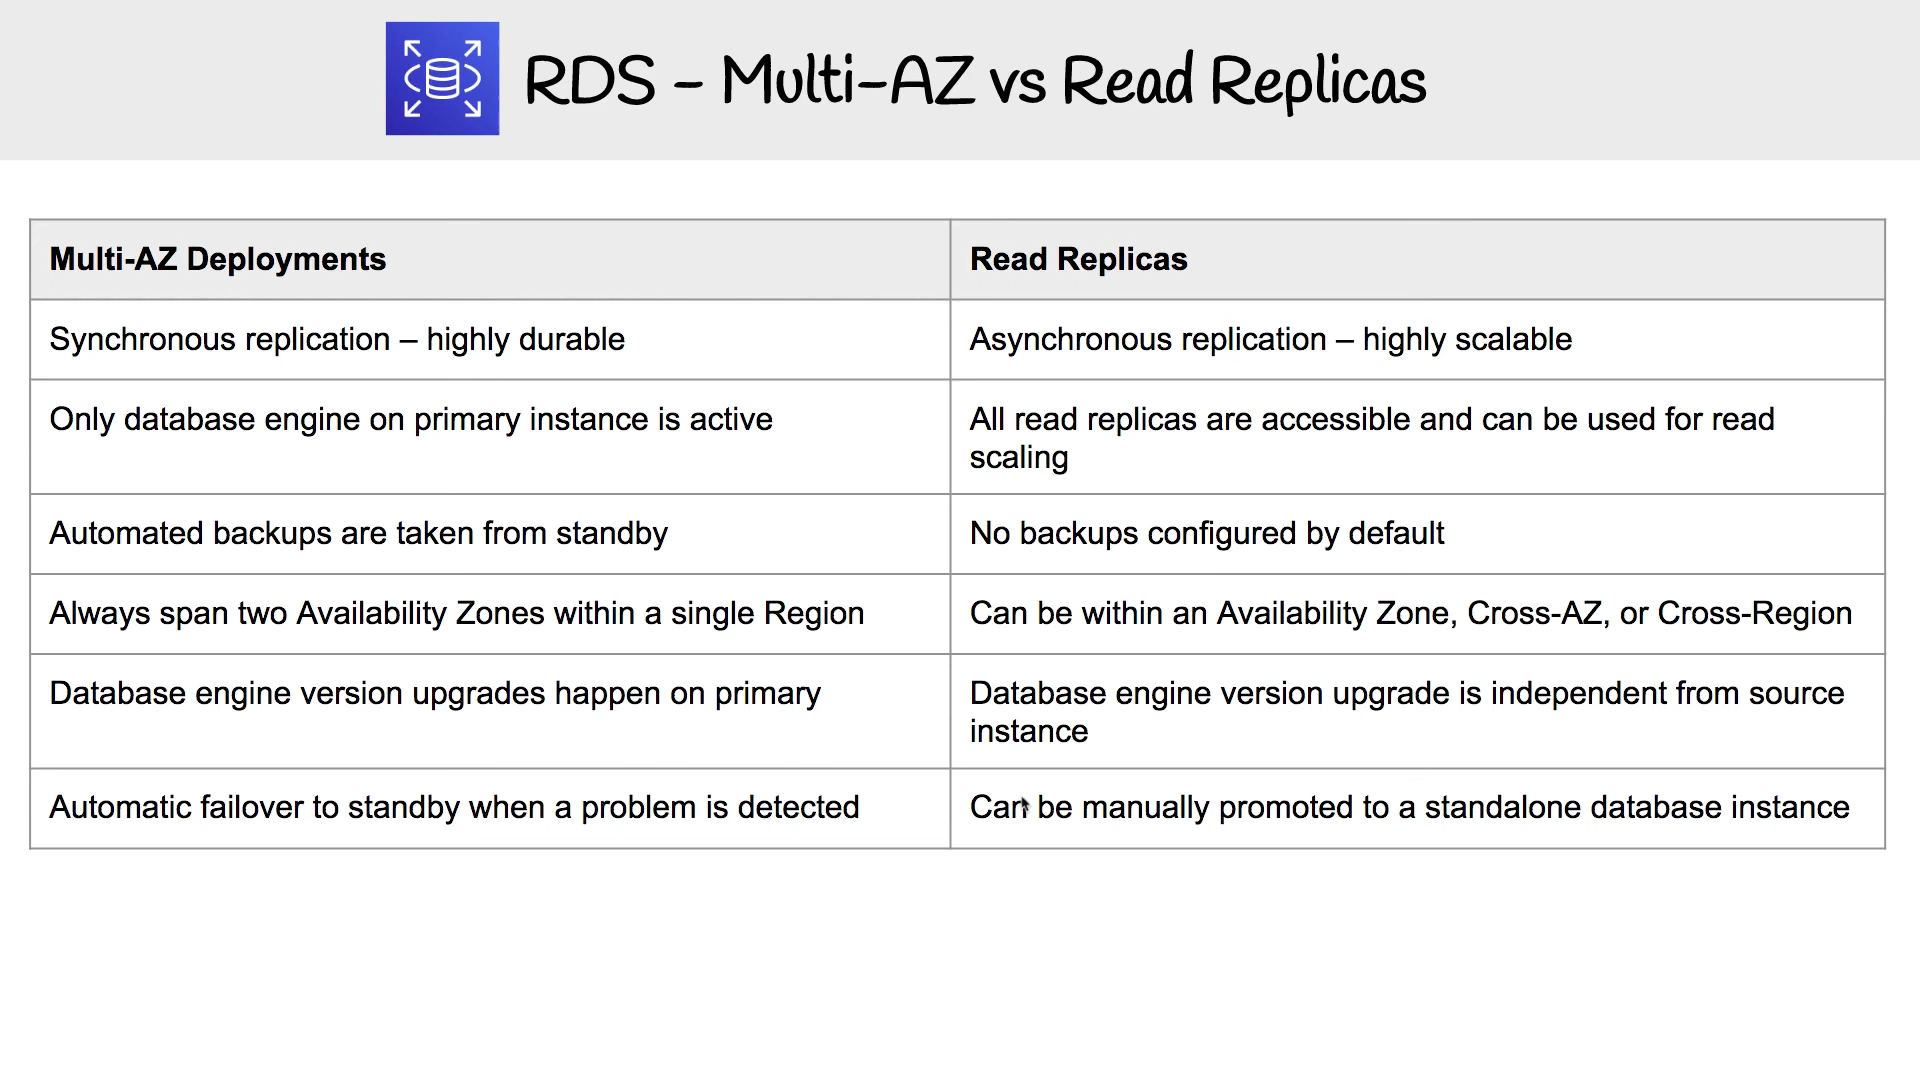 RDS – Multi-AZ vs Read Replicas
Multi-AZ Deployments
Read Replicas
Synchronous replication – highly durable
Asynchronous replication – highly scalable
Only database engine on primary instance is active
All read replicas are accessible and can be used for read
scaling
Automated backups are taken from standby
No backups configured by default
Always span two Availability Zones within a single Region
Can be within an Availability Zone, Cross-AZ, or Cross-Region
Database engine version upgrades happen on primary
Database engine version upgrade is independent from source
instance
Automatic failover to standby when a problem is detected
Can be manually promoted to a standalone database instance